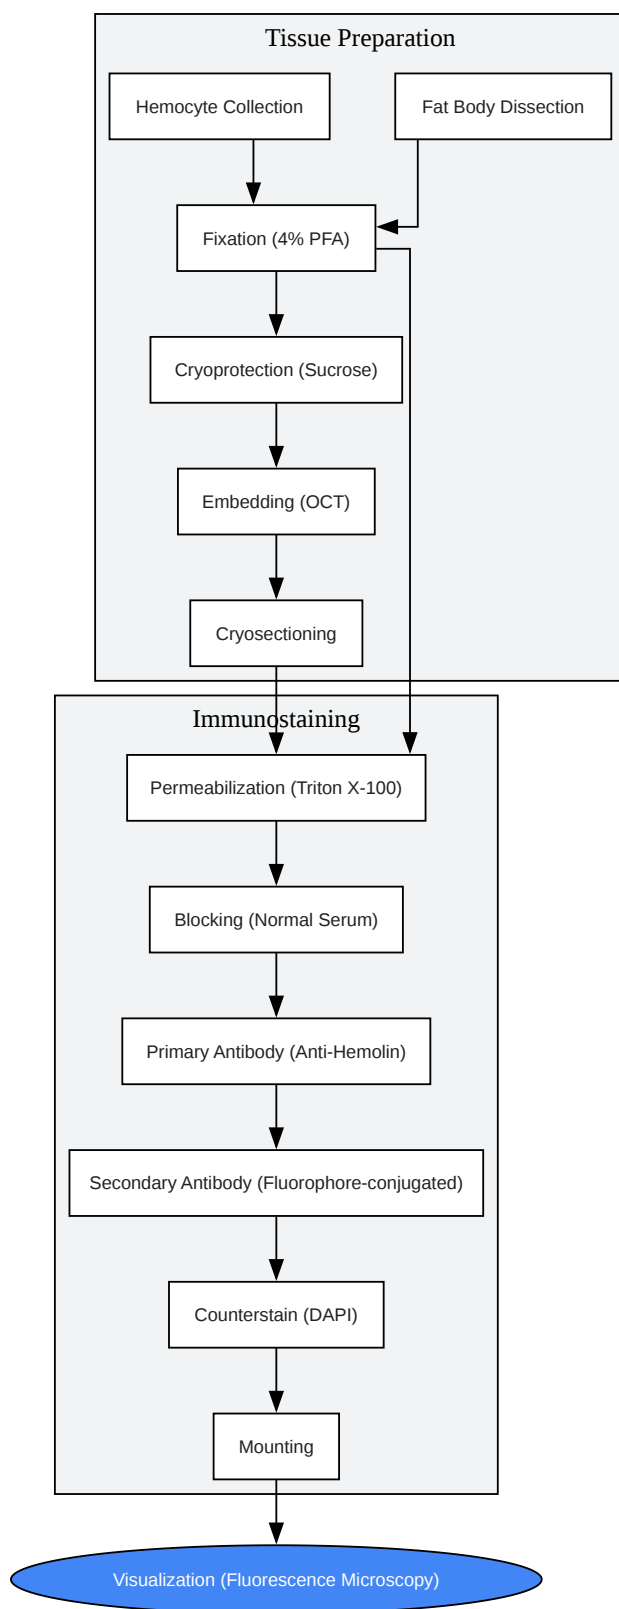 Tissue Preparation
Hemocyte Collection
Fat Body Dissection
Fixation (4% PFA)
Cryoprotection (Sucrose)
Embedding (OCT)
Cryosectioning
Immunostaining
Permeabilization (Triton X-100)
Blocking (Normal Serum)
Primary Antibody (Anti-Hemolin)
Secondary Antibody (Fluorophore-conjugated)
Counterstain (DAPI)
Mounting
Visualization (Fluorescence Microscopy)